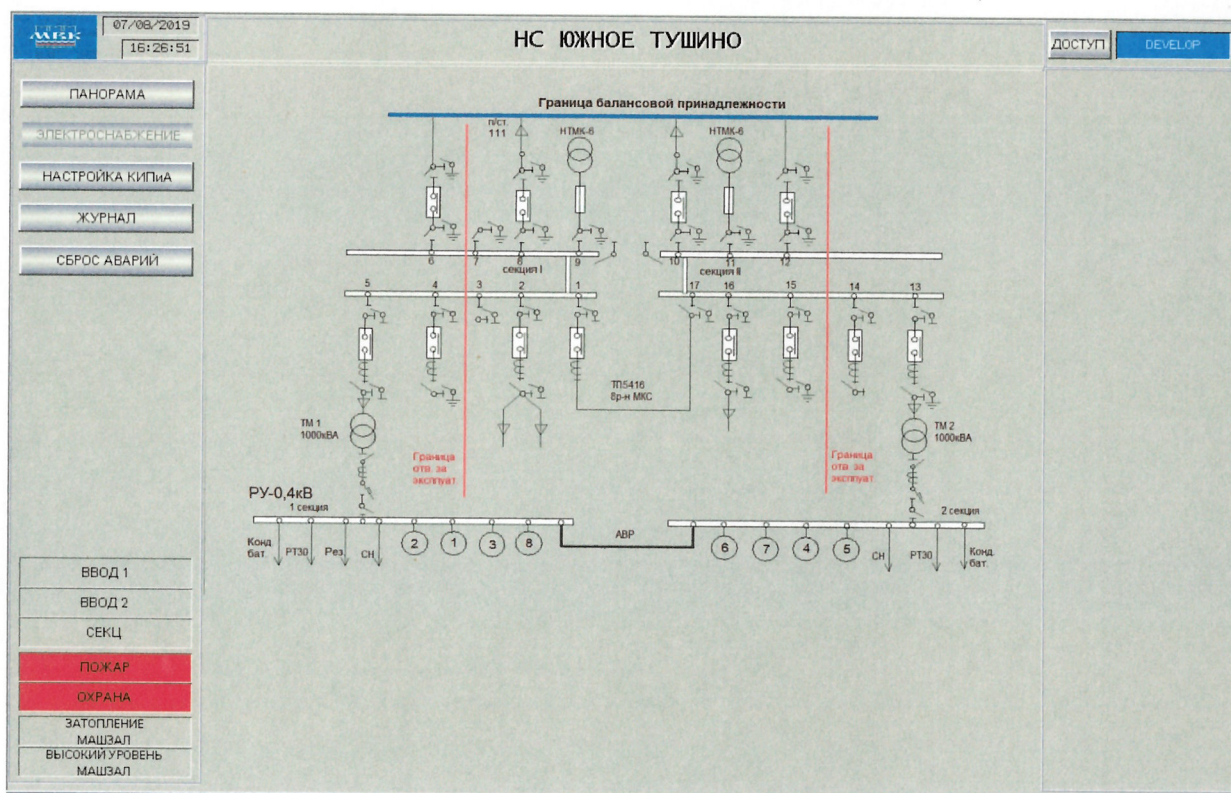 МВК
07/08/2019
16:26:51
НС ЮЖНОЕ ТУШИНО
ДОСТУП
DEVELOP
ПАНОРАМА
ЭЛЕКТРОСНАБЖЕНИЕ
НАСТРОЙКА КИПиА
ЖУРНАЛ
СБРОС АВАРИЙ
Граница балансовой принадлежности
п/ст.
111
НТМК-6
НТМК-6
6
7
8
9
10
11
12
секция I
секция II
5
4
3
2
1
17
16
15
14
13
ТП5416
8р-н МКС
ТМ 1
1000кВА
ТМ 2
1000кВА
Граница
отв. за
эксплуат.
Граница
отв. за
эксплуат.
РУ-0,4кВ
1 секция
2 секция
АВР
Конд
бат.
РТ30
Рез.
СН
2
1
3
8
6
7
4
5
СН
РТ30
Конд.
бат.
ВВОД 1
ВВОД 2
СЕКЦ
ПОЖАР
ОХРАНА
ЗАТОПЛЕНИЕ
МАШЗАЛ
ВЫСОКИЙ УРОВЕНЬ
МАШЗАЛ